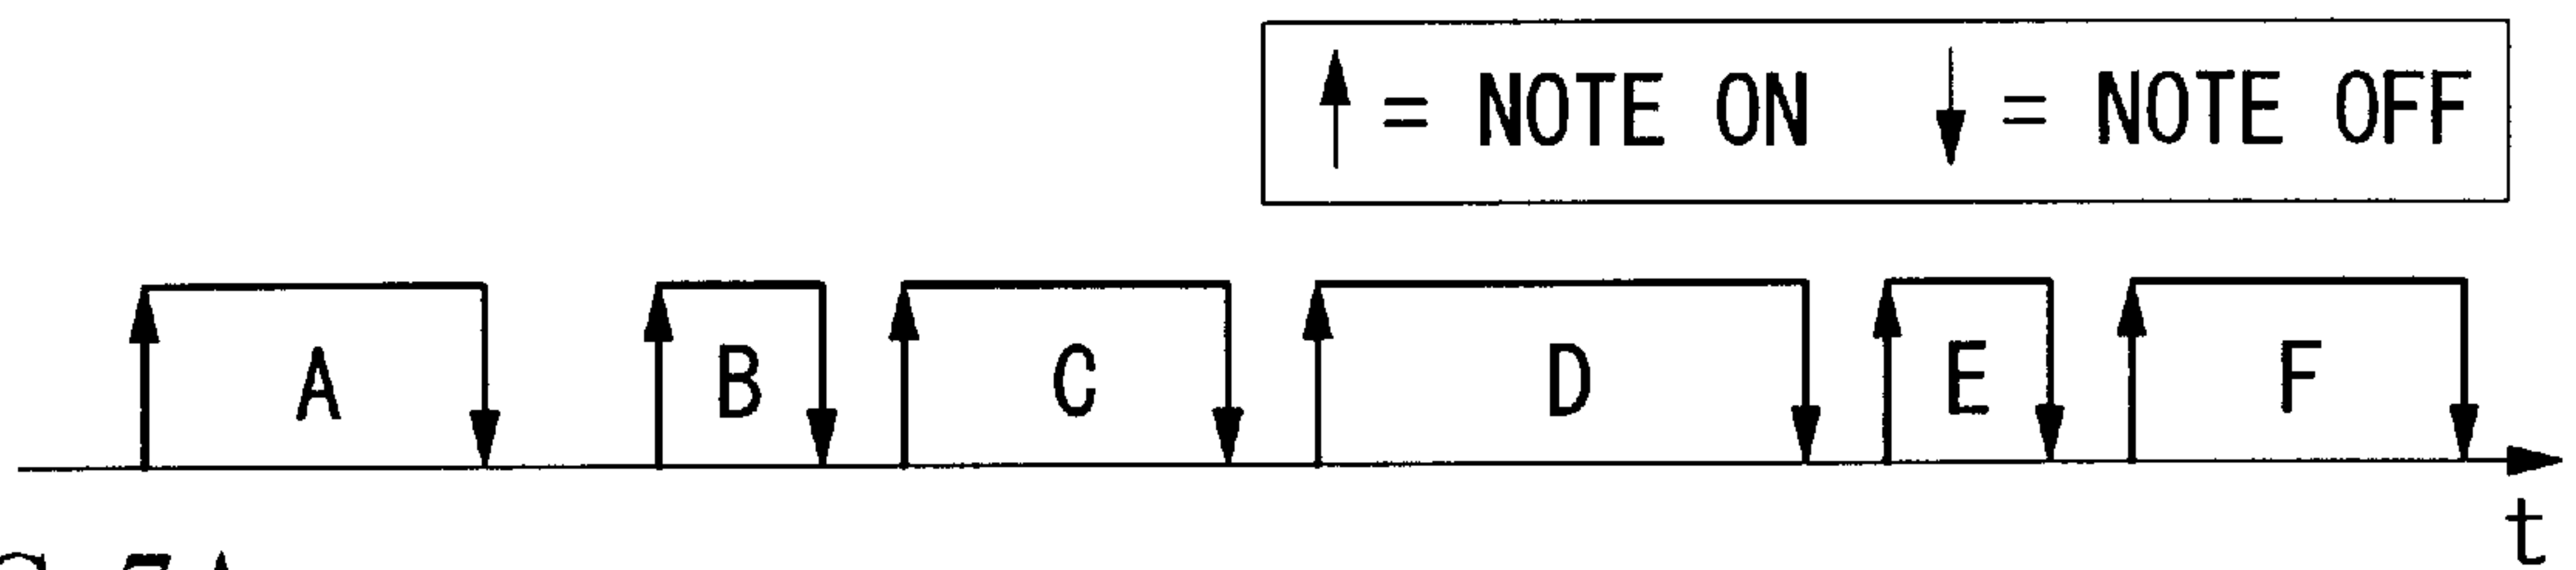 ↑ = NOTE ON ↓ = NOTE OFF
A B C D E F
t